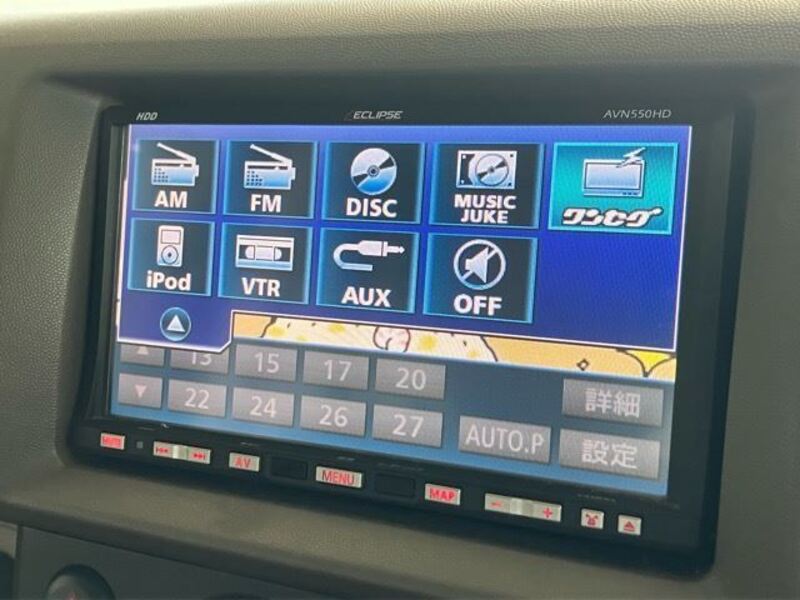 HDD
ECLIPSE
AVN550HD
AM
FM
DISC
MUSIC
JUKE
ワンセグ
iPod
VTR
AUX
OFF
▲
▲ 13 15 17 20 詳細
▼ 22 24 26 27 AUTO.P 設定
MUTE
AV
MENU
MAP
- +